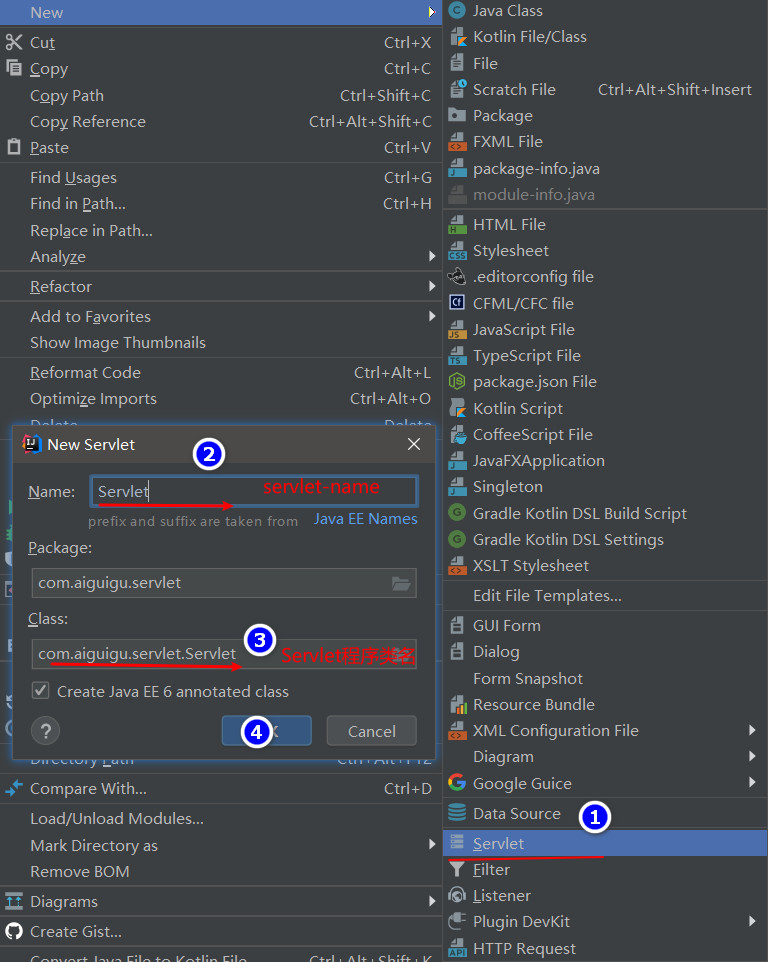 New
Cut Ctrl+X
Copy Ctrl+C
Copy Path Ctrl+Shift+C
Copy Reference Ctrl+Alt+Shift+C
Paste Ctrl+V
Find Usages Ctrl+G
Find in Path... Ctrl+H
Replace in Path...
Analyze
Refactor
Add to Favorites
Show Image Thumbnails
Reformat Code Ctrl+Alt+L
Optimize Imports Ctrl+Alt+O
Delete... Delete
New Servlet
2
Name:
Servlet
servlet-name
prefix and suffix are taken from Java EE Names
Package:
com.aiguigu.servlet
Class:
3
com.aiguigu.servlet.Servlet
Servlet程序类名
Create Java EE 6 annotated class
?
4
Cancel
Directory Path Ctrl+Alt+F12
Compare With... Ctrl+D
Load/Unload Modules...
Mark Directory as
Remove BOM
Diagrams
Create Gist...
Convert Java File to Kotlin File Ctrl+Alt+Shift+K
Java Class
Kotlin File/Class
File
Scratch File Ctrl+Alt+Shift+Insert
Package
FXML File
package-info.java
module-info.java
HTML File
Stylesheet
.editorconfig file
CFML/CFC file
JavaScript File
TypeScript File
package.json File
Kotlin Script
CoffeeScript File
JavaFXApplication
Singleton
Gradle Kotlin DSL Build Script
Gradle Kotlin DSL Settings
XSLT Stylesheet
Edit File Templates...
GUI Form
Dialog
Form Snapshot
Resource Bundle
XML Configuration File
Diagram
Google Guice
Data Source
1
Servlet
Filter
Listener
Plugin DevKit
HTTP Request